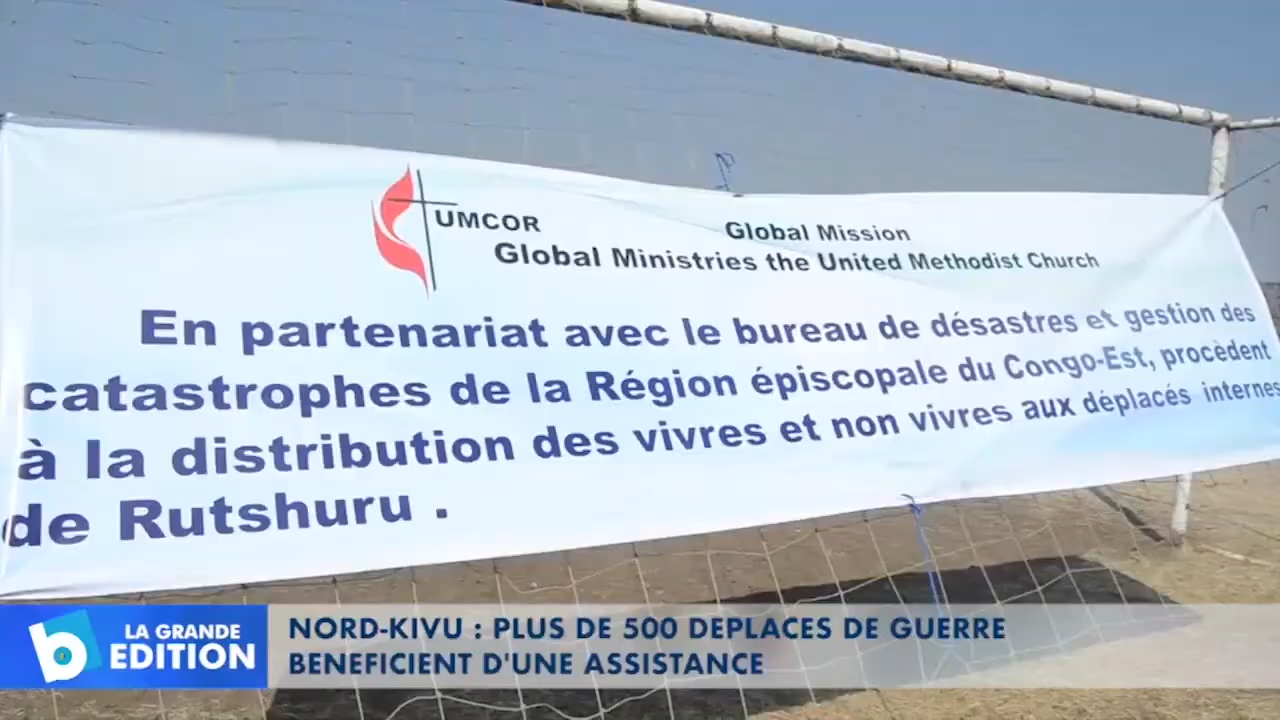 UMCOR
Global Mission
Global Ministries the United Methodist Church
En partenariat avec le bureau de désastres et gestion des
catastrophes de la Région épiscopale du Congo-Est, procèdent
à la distribution des vivres et non vivres aux déplacés internes
de Rutshuru .
b LA GRANDE
EDITION
NORD-KIVU : PLUS DE 500 DEPLACES DE GUERRE
BENEFICIENT D'UNE ASSISTANCE